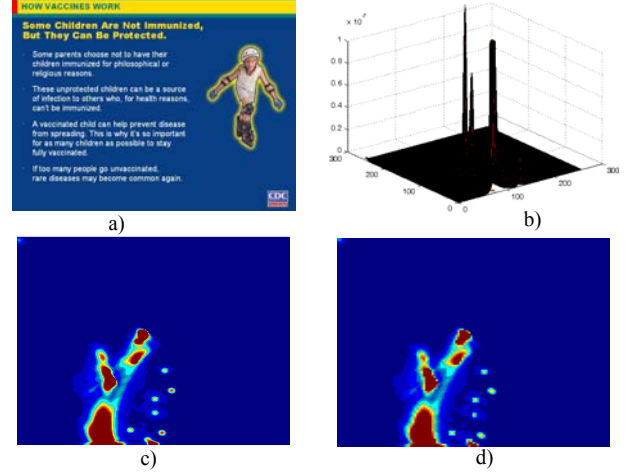 HOW VACCINES WORK
Some Children Are Not Immunized,
But They Can Be Protected.
Some parents choose not to have their
children immunized for philosophical or
religious reasons.
These unprotected children can be a source
of infection to others who, for health reasons,
can't be immunized.
A vaccinated child can help prevent disease
from spreading. This is why it's so important
for as many children as possible to stay
fully vaccinated.
If too many people go unvaccinated,
rare diseases may become common again.
CDC
a)
x 10
1
0.8
0.6
0.4
0.2
0
300
200
100
0
0
100
200
300
b)
c)
d)